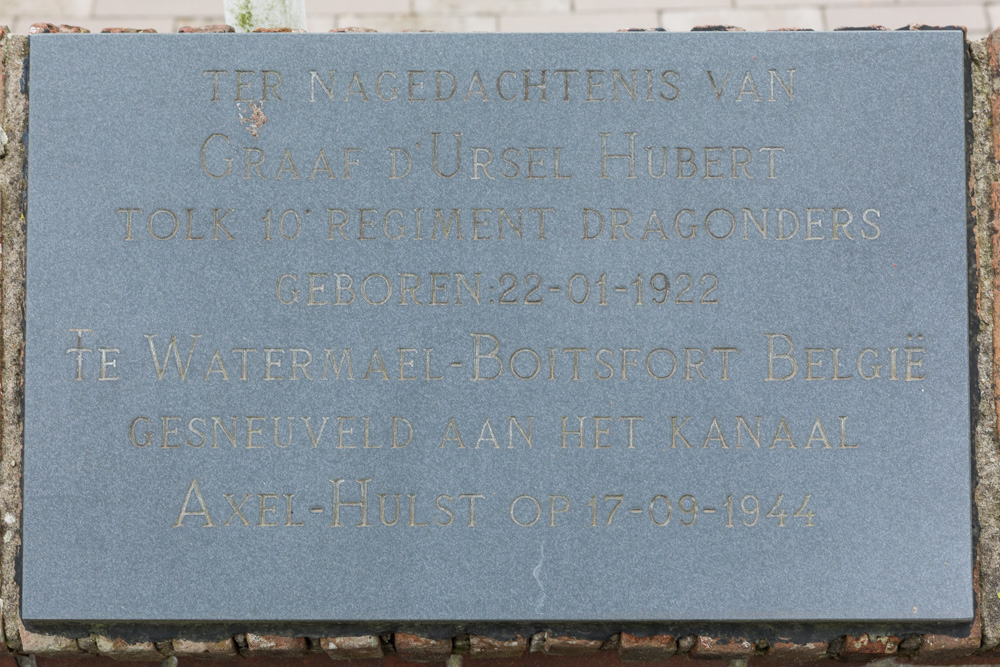 TER NAGEDACHTENIS VAN
GRAAF D'URSEL HUBERT
TOLK 10° REGIMENT DRAGONDERS
GEBOREN:22-01-1922
TE WATERMAEL-BOITSFORT BELGIË
GESNEUVELD AAN HET KANAAL
AXEL-HULST OP 17-09-1944